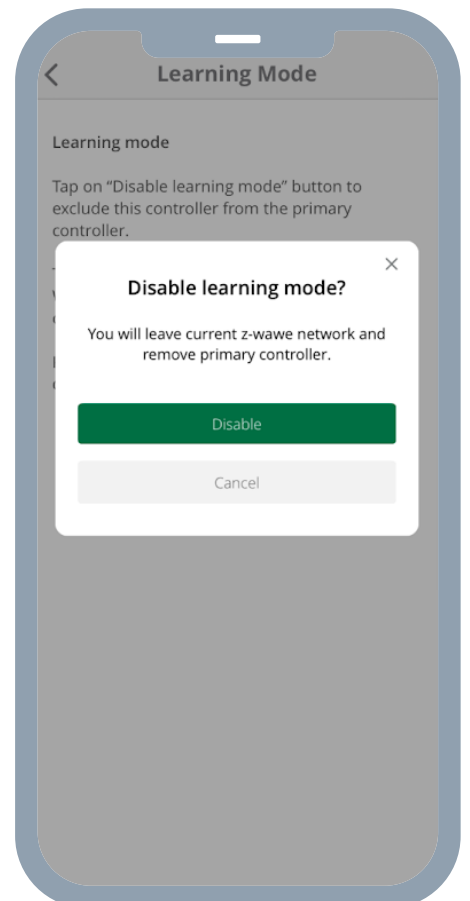 Learning Mode
Learning mode
Tap on “Disable learning mode” button to
exclude this controller from the primary
controller.
Disable learning mode?
You will leave current z-wawe network and
remove primary controller.
Disable
Cancel